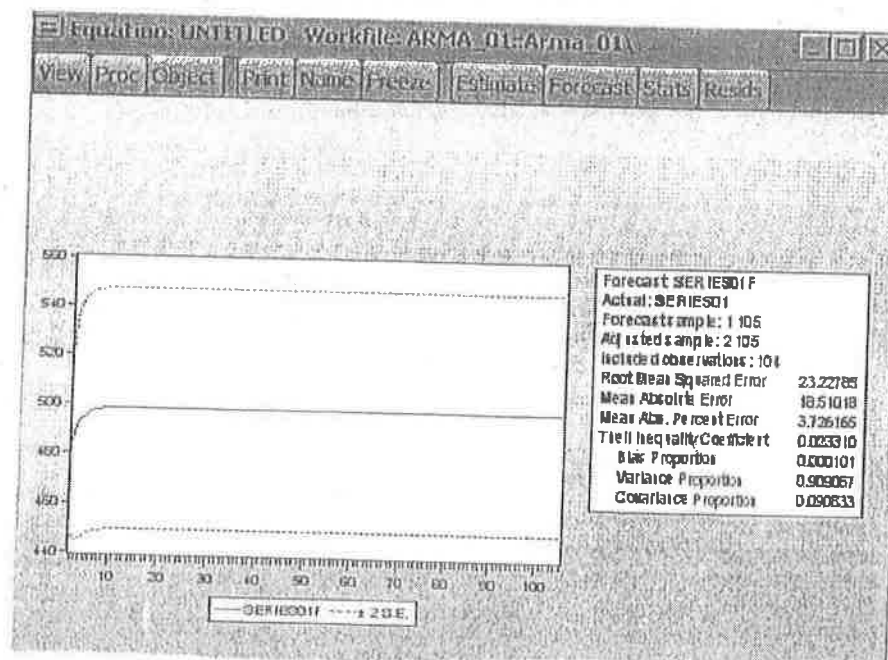 Equation: UNTITLED Workfile: ARMA_01::Arma_01\
View Proc Object Print Name Freeze Estimate Forecast Stats Resids
560
540
520
500
480
460
440
10 20 30 40 50 60 70 80 90 100
SERIES01F ± 2 S.E.
Forecast: SERIES01F
Actual: SERIES01
Forecast sample: 1 105
Adjusted sample: 2 105
Included observations: 104
Root Mean Squared Error 23.22785
Mean Absolute Error 18.51018
Mean Abs. Percent Error 3.726165
Theil Inequality Coefficient 0.023310
Bias Proportion 0.000101
Variance Proportion 0.909067
Covariance Proportion 0.090833